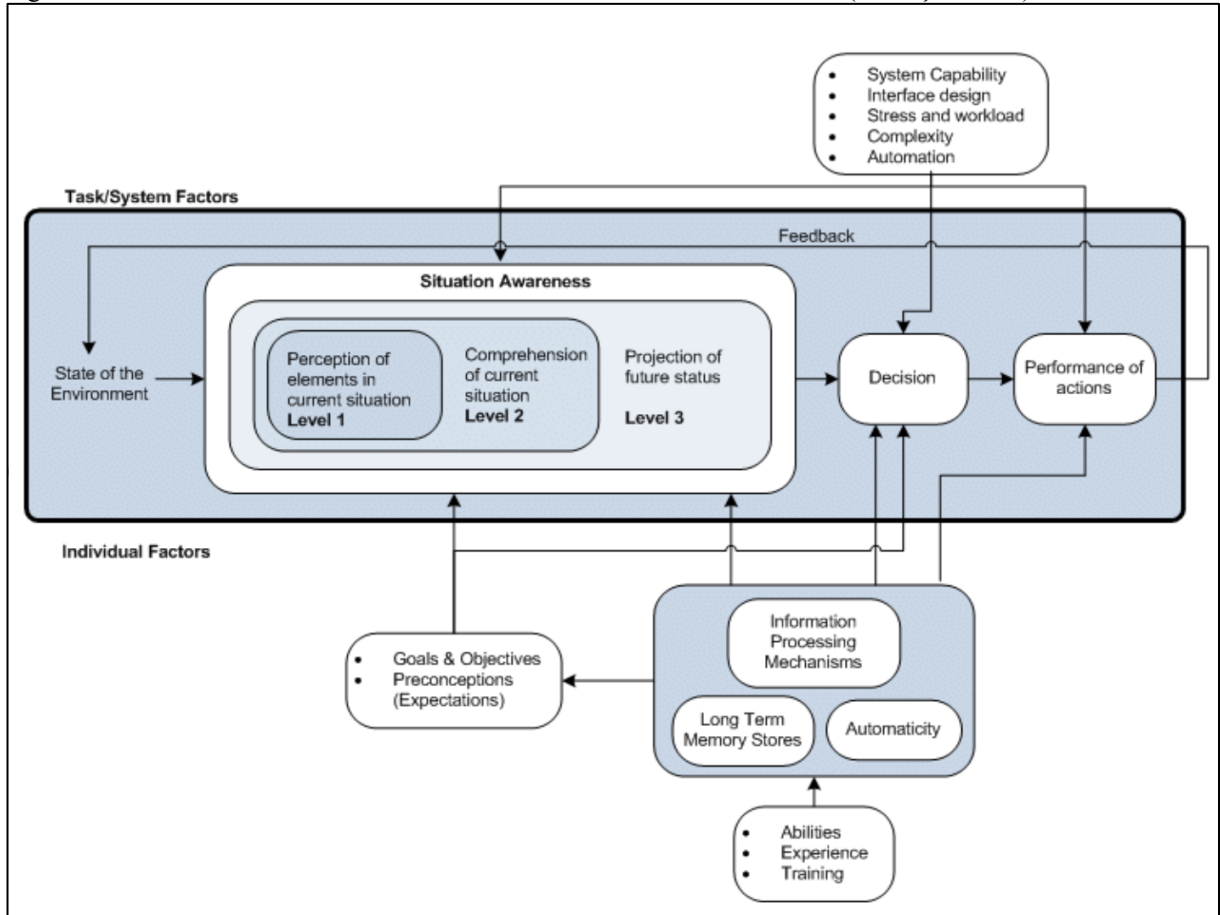 • System Capability
• Interface design
• Stress and workload
• Complexity
• Automation
Task/System Factors
Feedback
Situation Awareness
State of the
Environment
Perception of
elements in
current situation
Level 1
Comprehension
of current
situation
Level 2
Projection of
future status
Level 3
Decision
Performance of
actions
Individual Factors
• Goals & Objectives
• Preconceptions
(Expectations)
Information
Processing
Mechanisms
Long Term
Memory Stores
Automaticity
• Abilities
• Experience
• Training